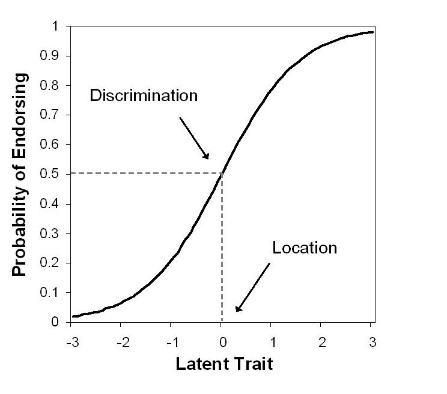 1
0.9
0.8
0.7
0.6
0.5
0.4
0.3
0.2
0.1
0
Probability of Endorsing
Discrimination
Location
-3 -2 -1 0 1 2 3
Latent Trait